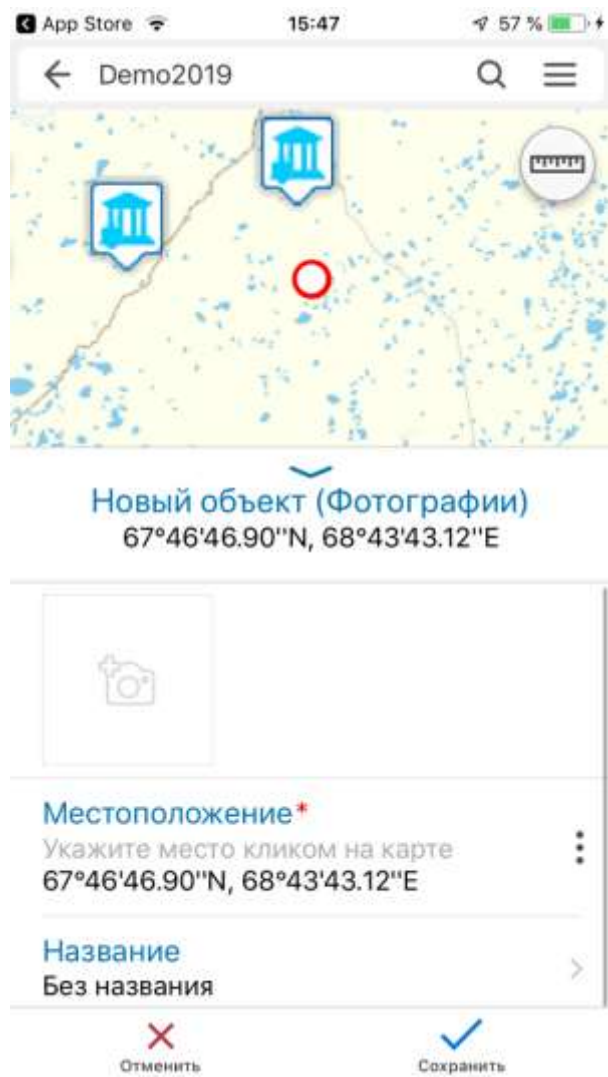 App Store 15:47 57 %
Demo2019
Новый объект (Фотографии)
67°46'46.90''N, 68°43'43.12''E
Местоположение*
Укажите место кликом на карте
67°46'46.90''N, 68°43'43.12''E
Название
Без названия
Отменить Сохранить